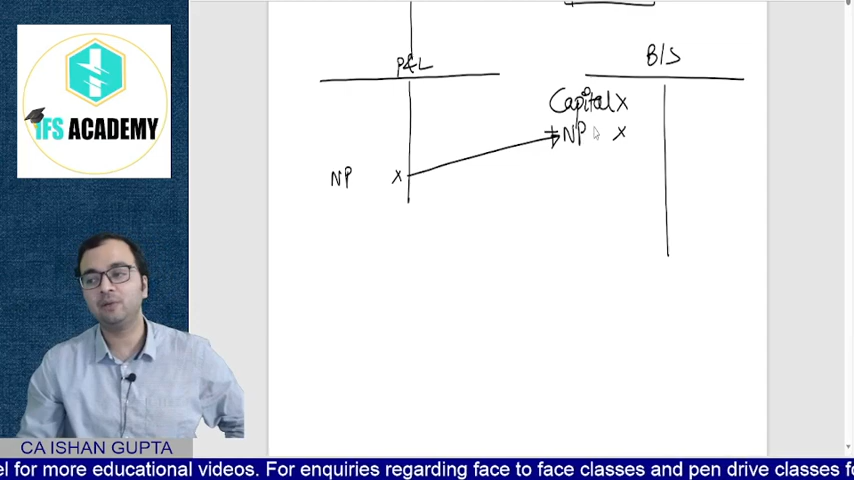 IFS ACADEMY
P&L
B/S
Capital X
+ NP X
NP X
CA ISHAN GUPTA
el for more educational videos. For enquiries regarding face to face classes and pen drive classes fo